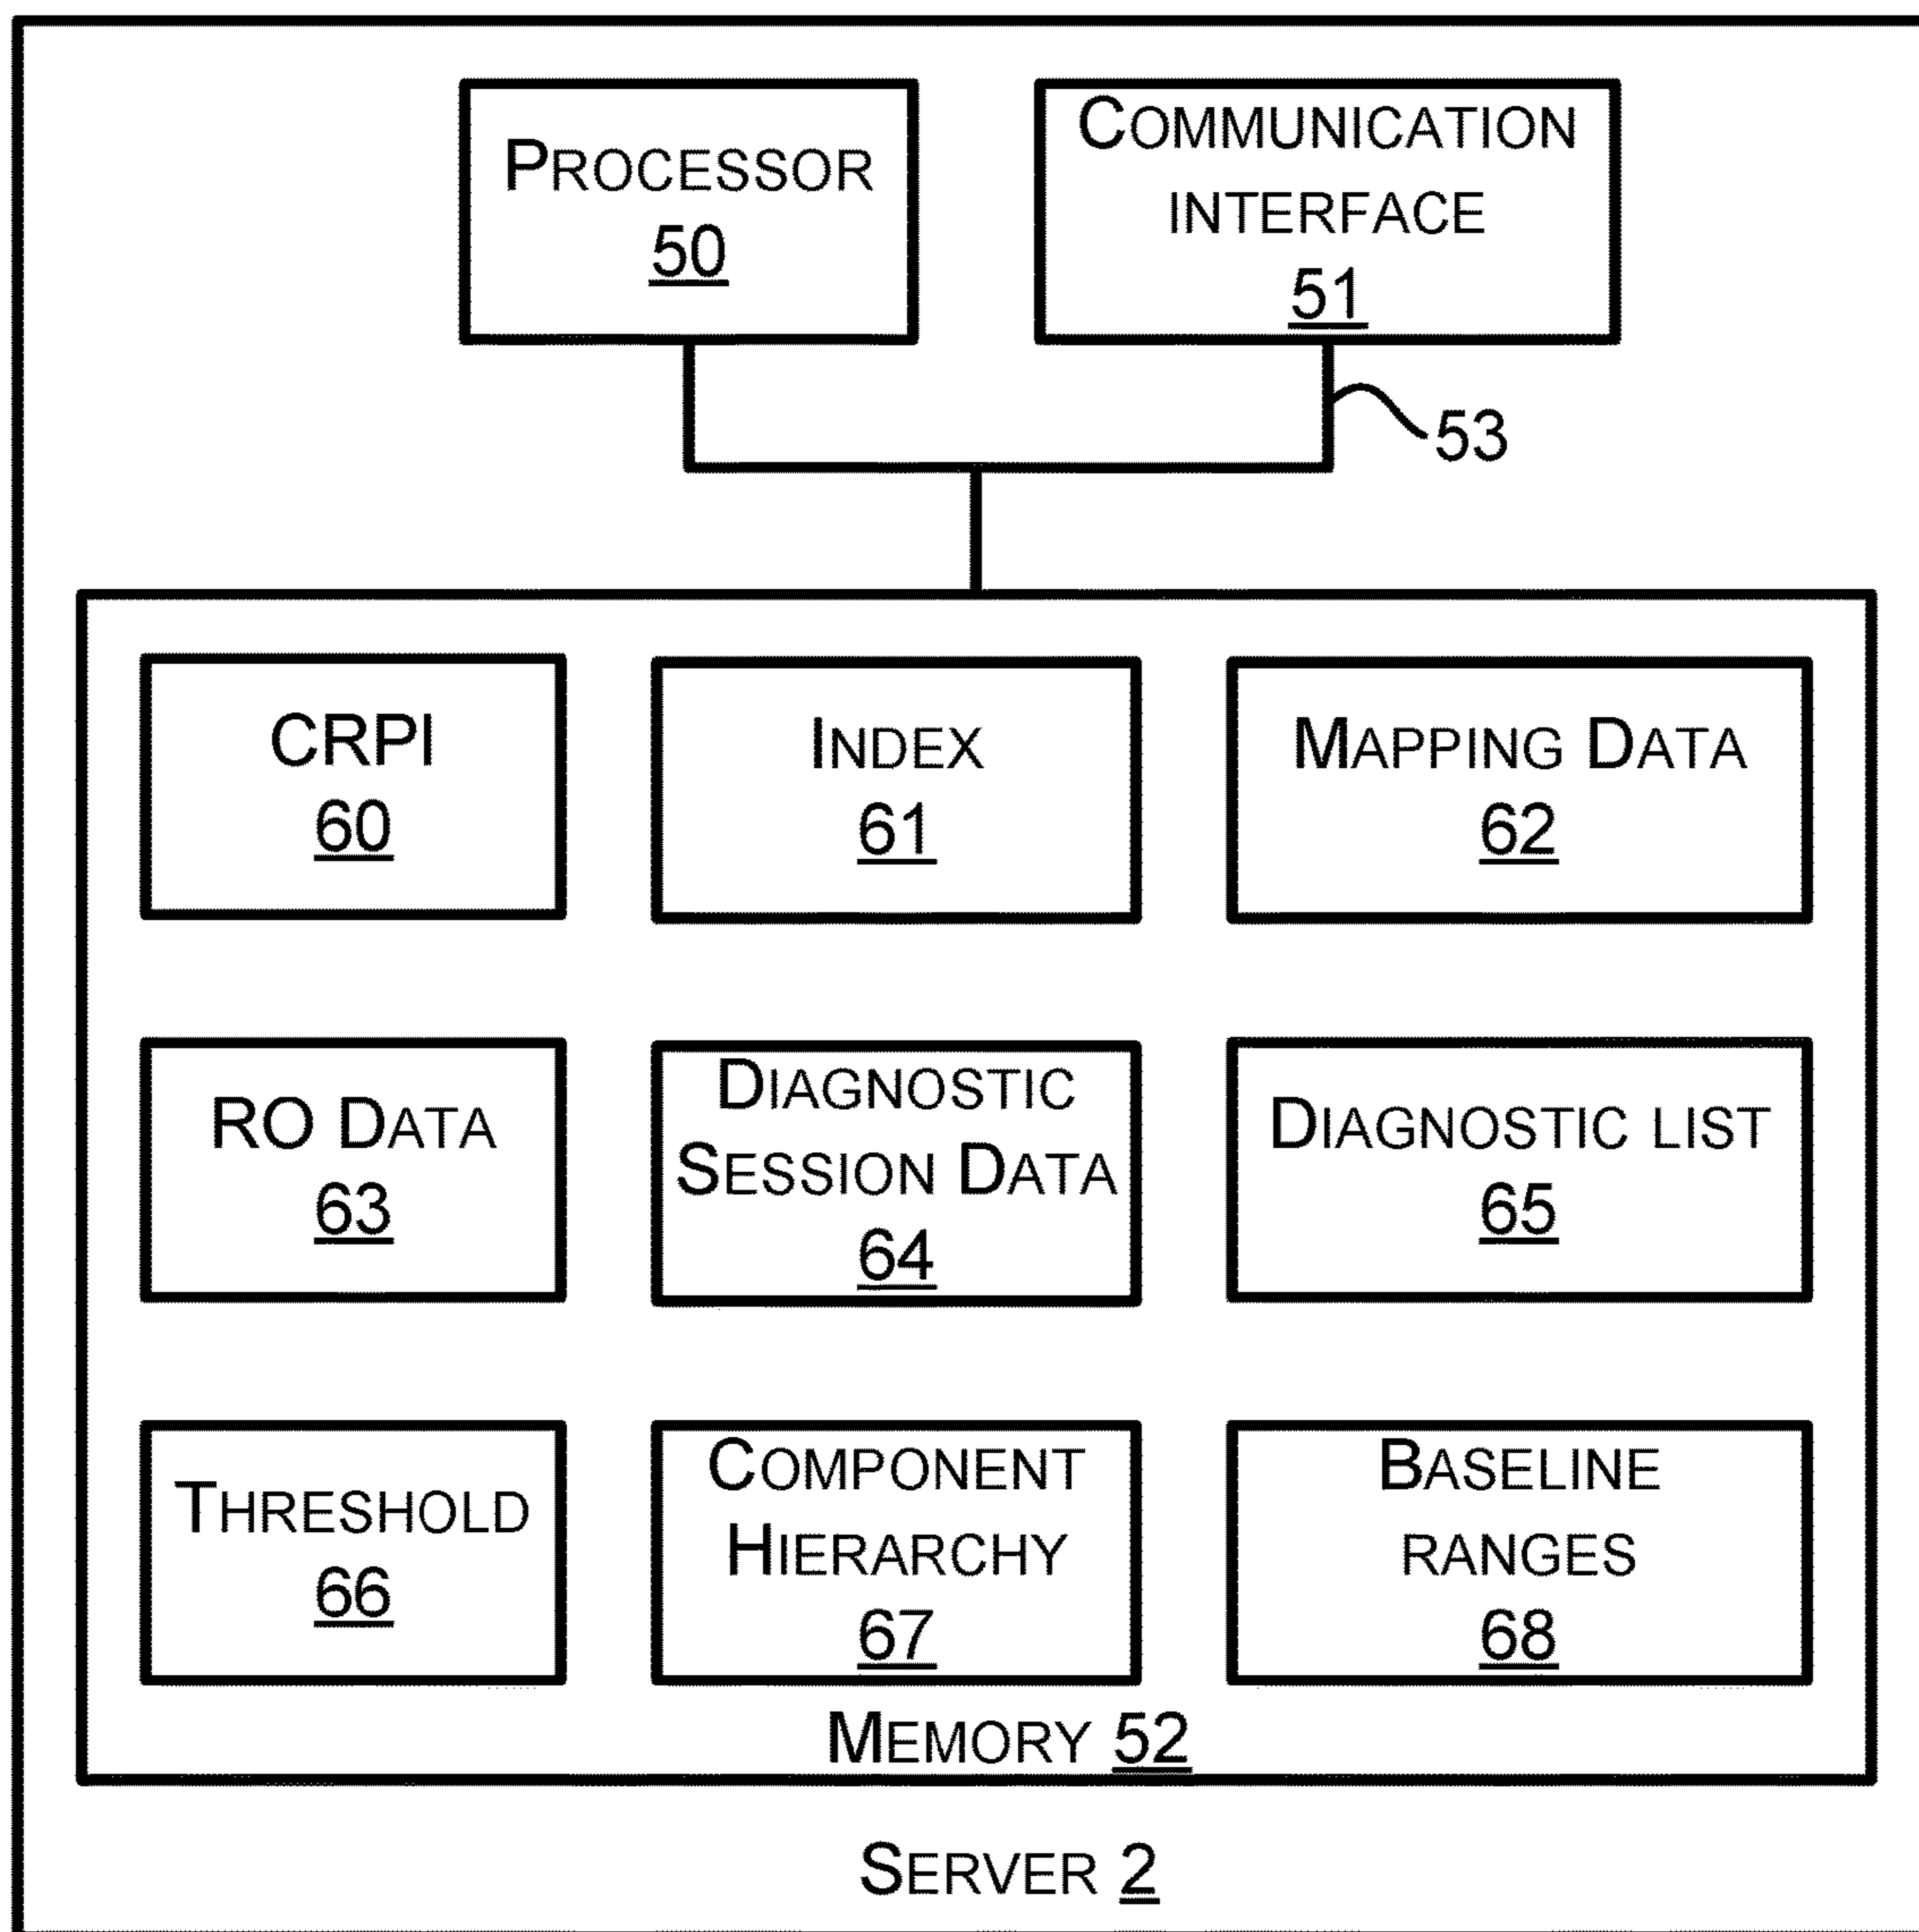 PROCESSOR
50
COMMUNICATION
INTERFACE
51
53
CRPI
60
INDEX
61
MAPPING DATA
62
RO DATA
63
DIAGNOSTIC
SESSION DATA
64
DIAGNOSTIC LIST
65
THRESHOLD
66
COMPONENT
HIERARCHY
67
BASELINE
RANGES
68
MEMORY 52
SERVER 2